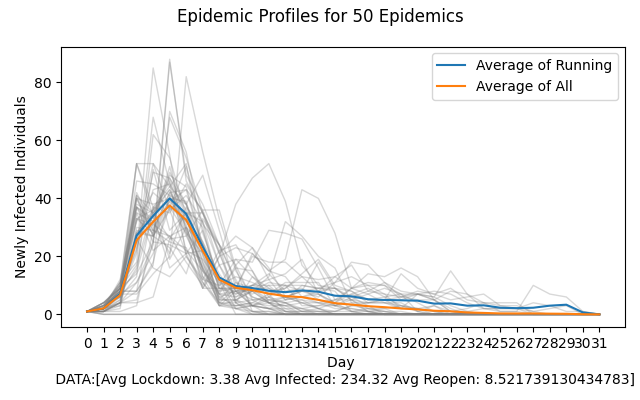 Epidemic Profiles for 50 Epidemics
Average of Running
Average of All
Newly Infected Individuals
80
60
40
20
0
0 1 2 3 4 5 6 7 8 9 10 11 12 13 14 15 16 17 18 19 20 21 22 23 24 25 26 27 28 29 30 31
Day
DATA:[Avg Lockdown: 3.38 Avg Infected: 234.32 Avg Reopen: 8.521739130434783]